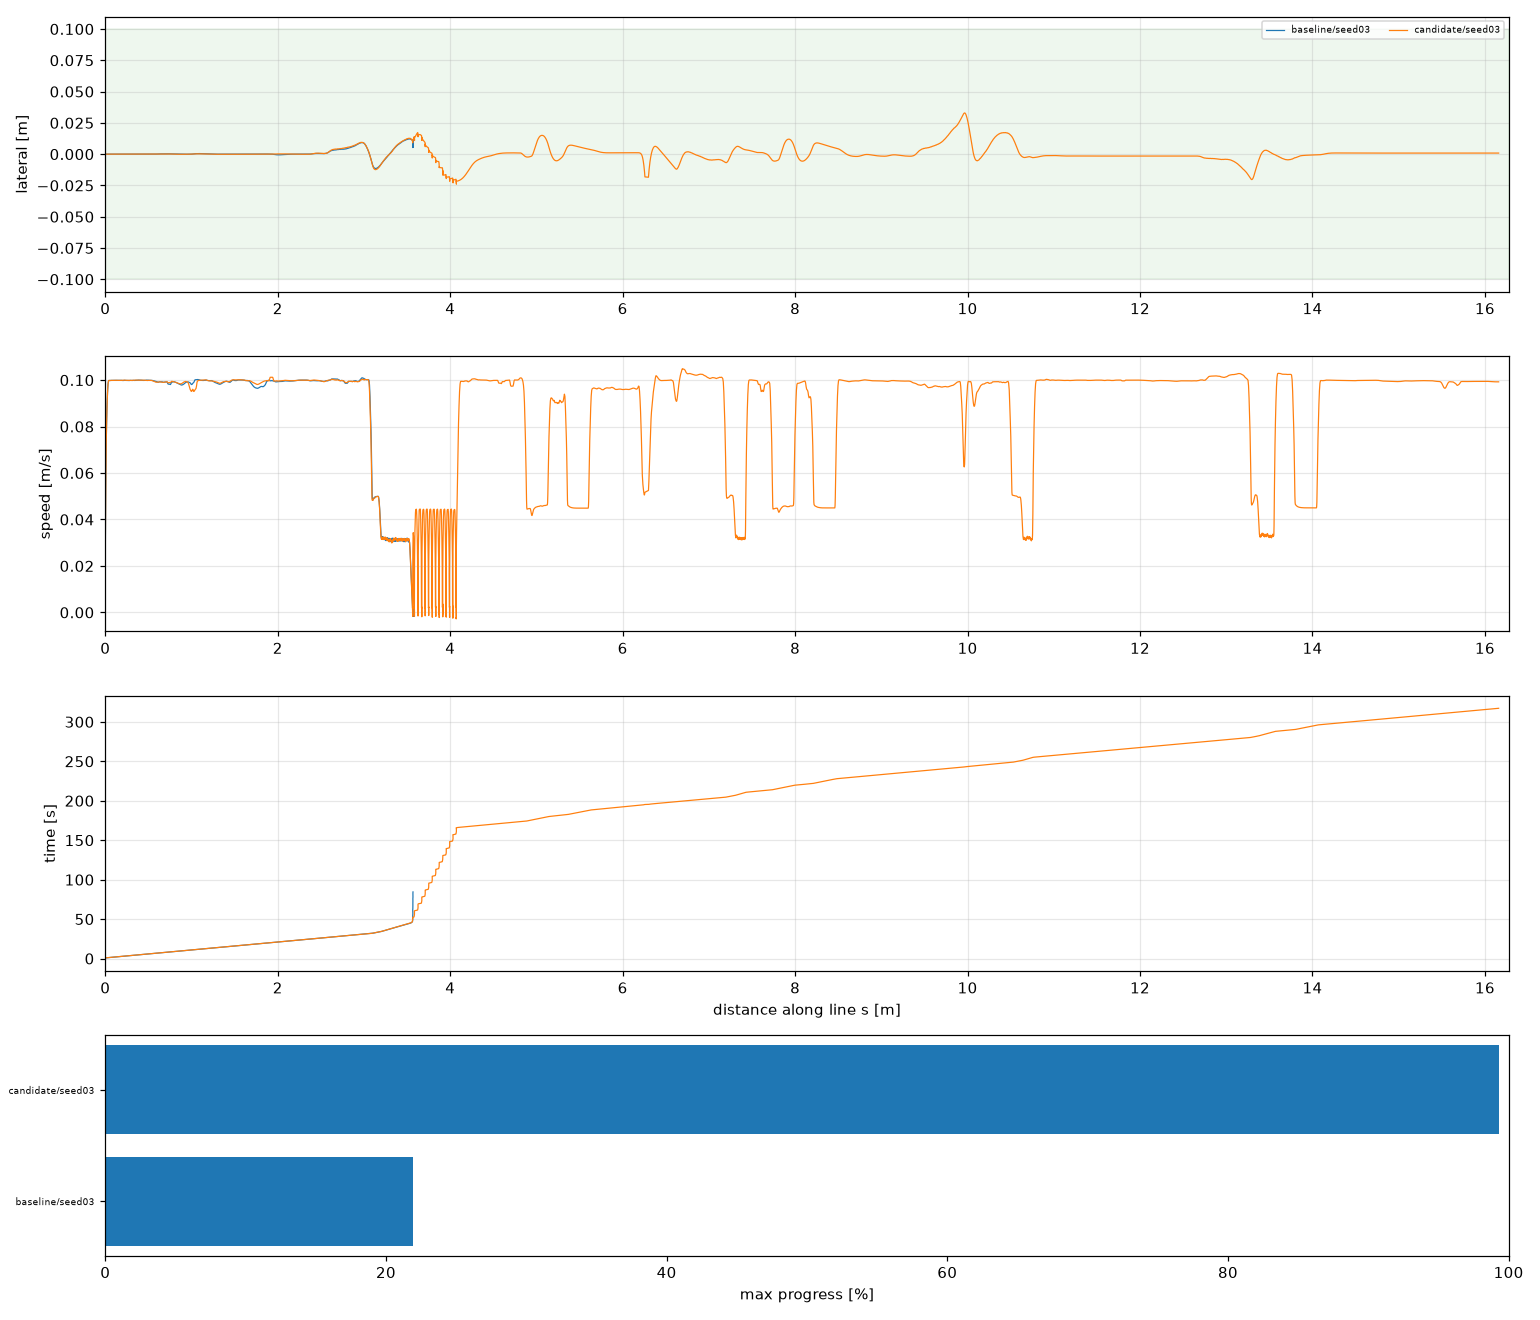 baseline/seed03 candidate/seed03
lateral [m]
0.100
0.075
0.050
0.025
0.000
−0.025
−0.050
−0.075
−0.100
0 2 4 6 8 10 12 14 16
speed [m/s]
0.10
0.08
0.06
0.04
0.02
0.00
0 2 4 6 8 10 12 14 16
time [s]
300
250
200
150
100
50
0
0 2 4 6 8 10 12 14 16
distance along line s [m]
candidate/seed03
baseline/seed03
0 20 40 60 80 100
max progress [%]